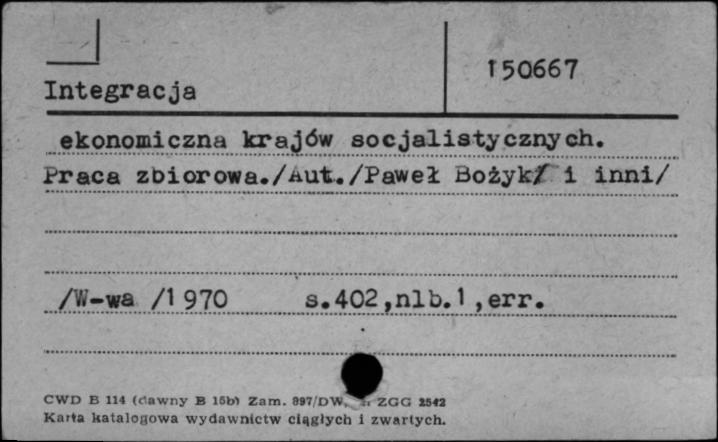 150667
Integracja
ekonomiczna krajów socjalistycznych.
Praca zbiorowa./Aut./Paweł Bożyk/ i inni/
/W-wa /1970 s.402,nlb.1,err.
CWD B 114 (dawny B 15b) Zam. 897/DW, ZGG 2542
Karta katalogowa wydawnictw ciągłych i zwartych.